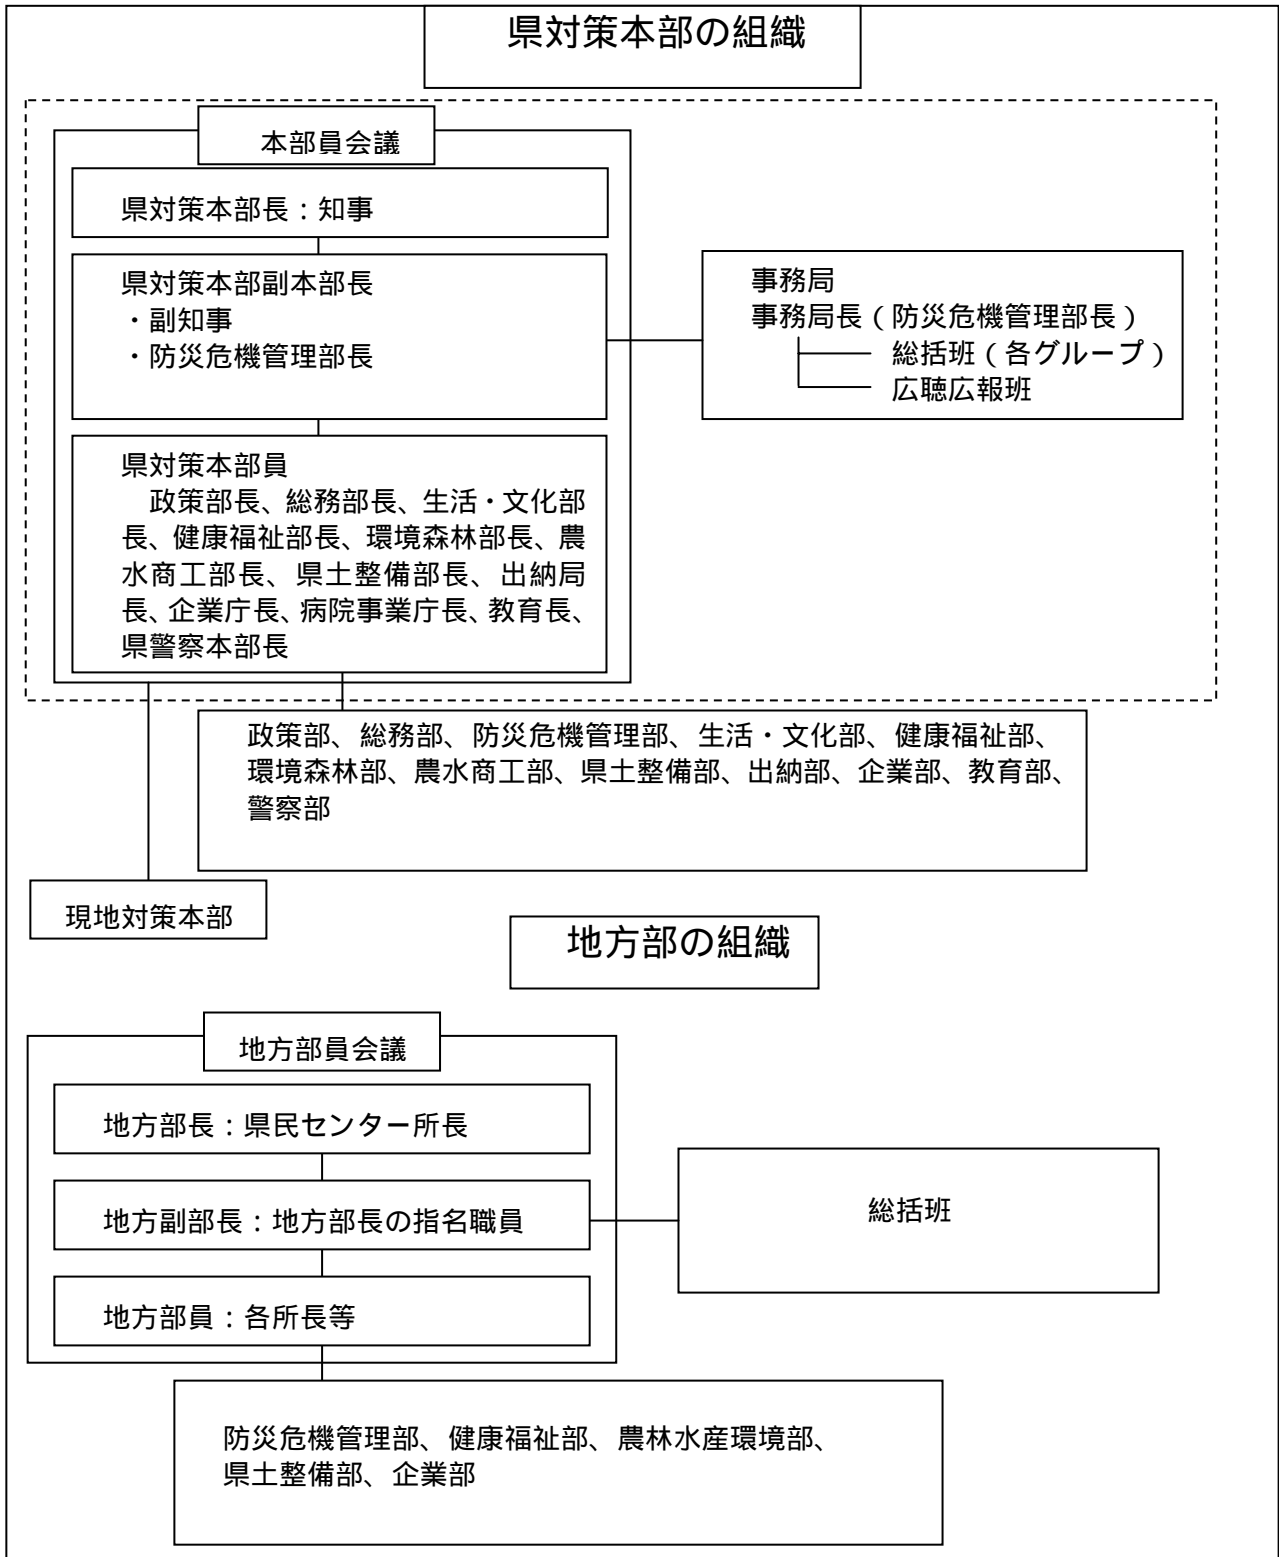 県対策本部の組織
本部員会議
県対策本部長：知事
県対策本部副本部長
・副知事
・防災危機管理部長
事務局
事務局長（防災危機管理部長）
総括班（各グループ）
広聴広報班
県対策本部員
政策部長、総務部長、生活・文化部
長、健康福祉部長、環境森林部長、農
水商工部長、県土整備部長、出納局
長、企業庁長、病院事業庁長、教育長、
県警察本部長
政策部、総務部、防災危機管理部、生活・文化部、健康福祉部、
環境森林部、農水商工部、県土整備部、出納部、企業部、教育部、
警察部
現地対策本部
地方部の組織
地方部員会議
地方部長：県民センター所長
地方副部長：地方部長の指名職員
総括班
地方部員：各所長等
防災危機管理部、健康福祉部、農林水産環境部、
県土整備部、企業部